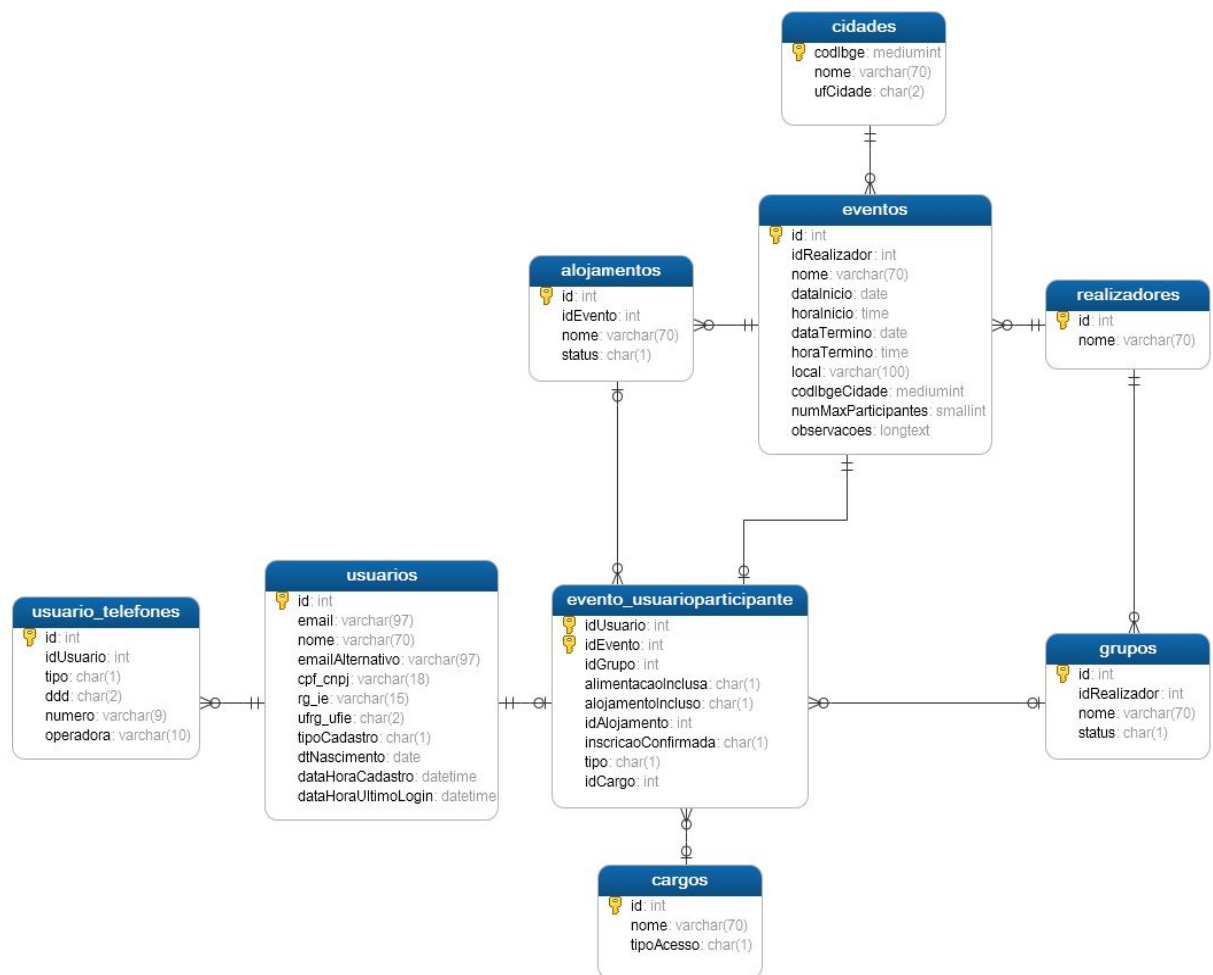 cidades
codIbge: mediumint
nome: varchar(70)
ufCidade: char(2)
eventos
id: int
idRealizador: int
nome: varchar(70)
dataInicio: date
horaInicio: time
dataTermino: date
horaTermino: time
local: varchar(100)
codIbgeCidade: mediumint
numMaxParticipantes: smallint
observacoes: longtext
alojamentos
id: int
idEvento: int
nome: varchar(70)
status: char(1)
realizadores
id: int
nome: varchar(70)
usuario_telefones
id: int
idUsuario: int
tipo: char(1)
ddd: char(2)
numero: varchar(9)
operadora: varchar(10)
usuarios
id: int
email: varchar(97)
nome: varchar(70)
emailAlternativo: varchar(97)
cpf_cnpj: varchar(18)
rg_ie: varchar(15)
ufrg_ufie: char(2)
tipoCadastro: char(1)
dtNascimento: date
dataHoraCadastro: datetime
dataHoraUltimoLogin: datetime
evento_usuarioparticipante
idUsuario: int
idEvento: int
idGrupo: int
alimentacaoInclusa: char(1)
alojamentoIncluso: char(1)
idAlojamento: int
inscricaoConfirmada: char(1)
tipo: char(1)
idCargo: int
grupos
id: int
idRealizador: int
nome: varchar(70)
status: char(1)
cargos
id: int
nome: varchar(70)
tipoAcesso: char(1)